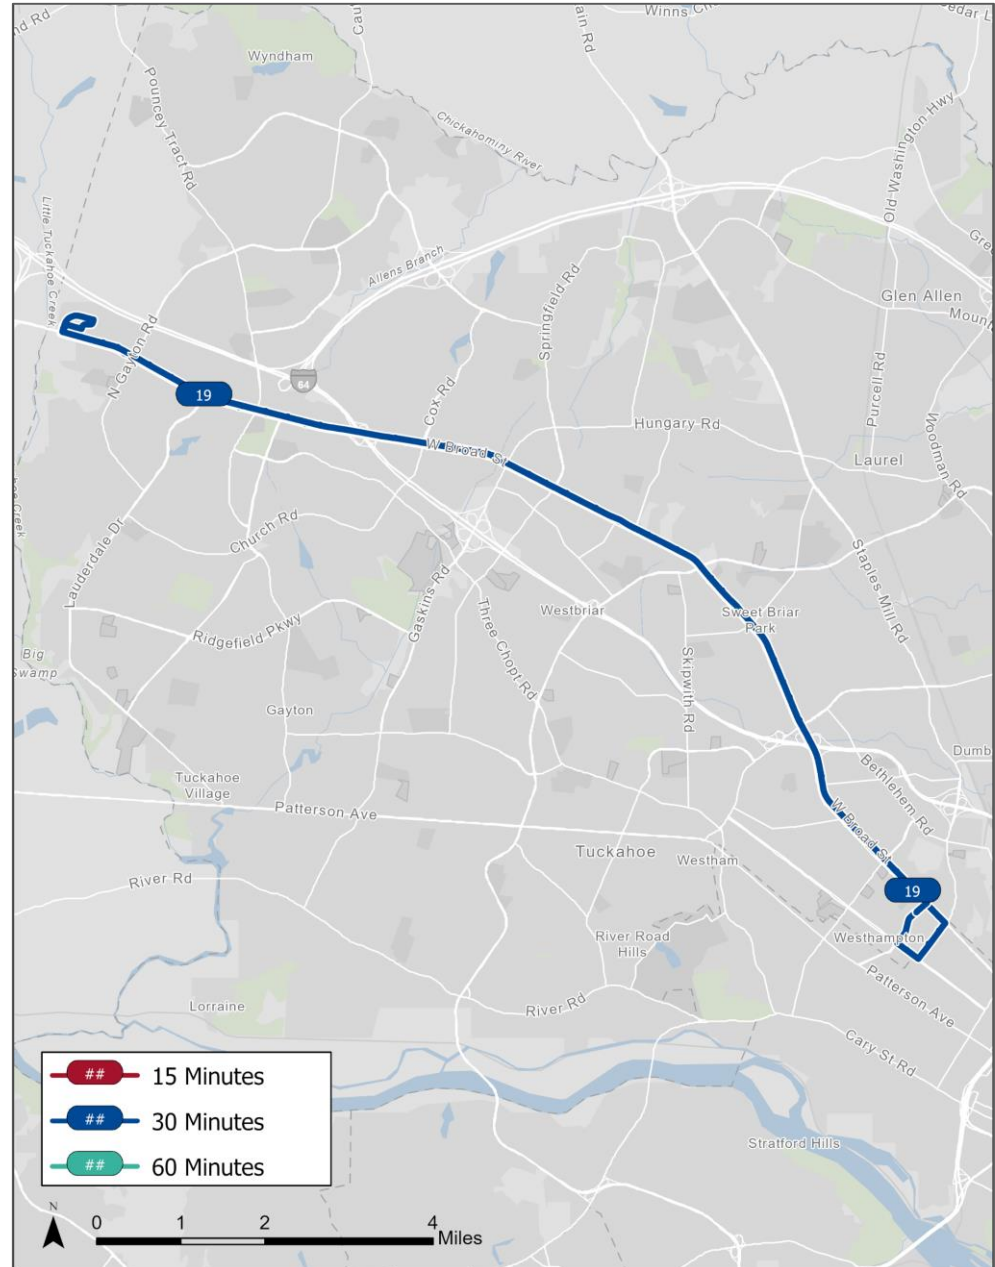 Winns Ch
Wyndham
Pouncey Tract Rd
Chickahominy River
Old Washington Hwy
Little Tuckahoe Creek
Allens Branch
Springfield Rd
Glen Allen
Mount
N Gayton Rd
64
19
Cox Rd
Purcell Rd
Hungary Rd
Woodman Rd
W Broad St
Laurel
Church Rd
Lauderdale Dr
Staples Mill Rd
Gaskins Rd
Three Chopt Rd
Westbriar
Sweet Briar
Park
Ridgefield Pkwy
Big
Swamp
Skipwith Rd
Gayton
Dumb
Tuckahoe
Village
Bethlehem Rd
Patterson Ave
W Broad St
Tuckahoe
Westham
River Rd
19
River Road
Hills
Westhampton
Patterson Ave
Lorraine
River Rd
Cary St Rd
## 15 Minutes
## 30 Minutes
## 60 Minutes
Stratford Hills
N
0 1 2 4
Miles